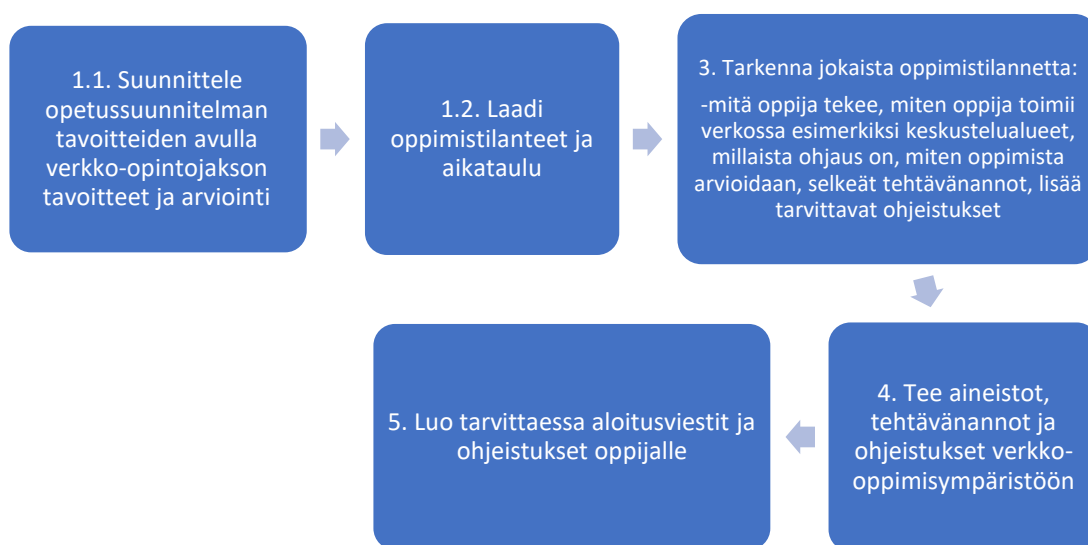 1.1. Suunnittele
opetussuunnitelman
tavoitteiden avulla
verkko-opintojakson
tavoitteet ja arviointi
1.2. Laadi
oppimistilanteet ja
aikataulu
3. Tarkenna jokaista oppimistilannetta:
-mitä oppija tekee, miten oppija toimii
verkossa esimerkiksi keskustelualueet,
millaista ohjaus on, miten oppimista
arvioidaan, selkeät tehtävänannot, lisää
tarvittavat ohjeistukset
4. Tee aineistot,
tehtävänannot ja
ohjeistukset verkko-
oppimisympäristöön
5. Luo tarvittaessa aloitusviestit ja
ohjeistukset oppijalle